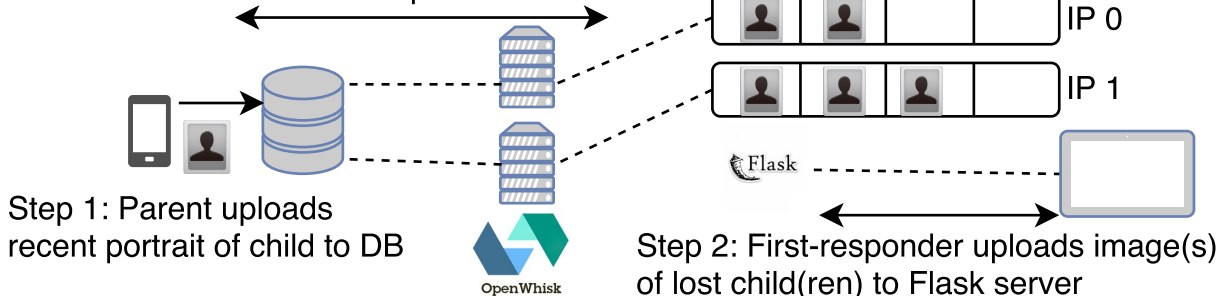 IP 0
IP 1
Flask
Step 1: Parent uploads
recent portrait of child to DB
OpenWhisk
Step 2: First-responder uploads image(s)
of lost child(ren) to Flask server